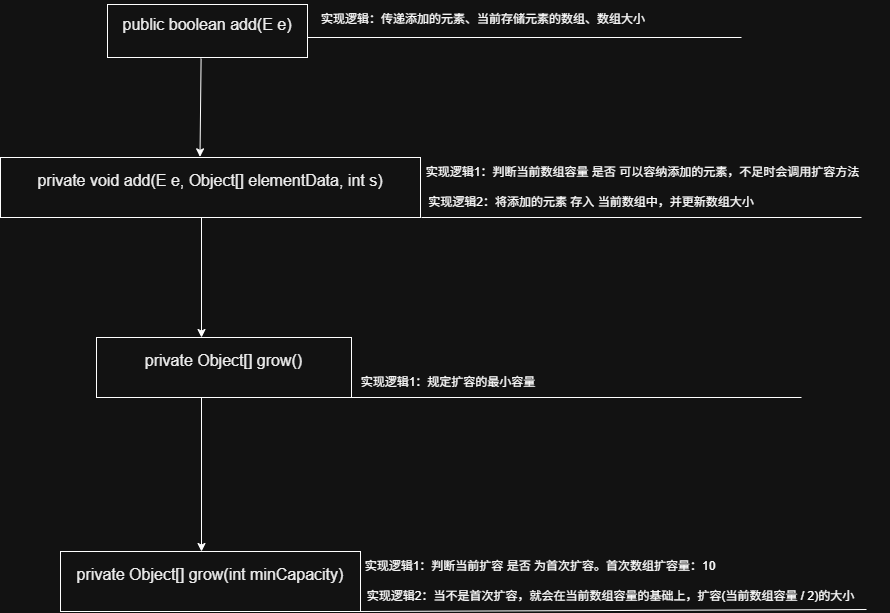 public boolean add(E e)
实现逻辑：传递添加的元素、当前存储元素的数组、数组大小
private void add(E e, Object[] elementData, int s)
实现逻辑1：判断当前数组容量 是否 可以容纳添加的元素，不足时会调用扩容方法
实现逻辑2：将添加的元素 存入 当前数组中，并更新数组大小
private Object[] grow()
实现逻辑1：规定扩容的最小容量
private Object[] grow(int minCapacity)
实现逻辑1：判断当前扩容 是否 为首次扩容。首次数组扩容量：10
实现逻辑2：当不是首次扩容，就会在当前数组容量的基础上，扩容(当前数组容量 / 2)的大小